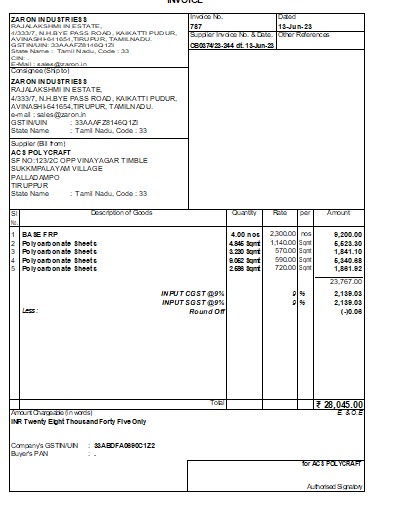 INVOICE
ZARON INDUSTRIESS
RAJALAKSHMI IN ESTATE,
4/333/7, N.H.BYE PASS ROAD, KAIKATTI PUDUR,
AVINASHI-641654,TIRUPUR, TAMILNADU.
GSTIN/UIN: 33AAAFZ8146Q1ZI
State Name : Tamil Nadu, Code : 33
CIN: .
E-Mail : sales@zaron.in
Invoice No.
787
Dated
13-Jun-23
Supplier Invoice No. & Date.
CB0374/23-244 dt. 13-Jun-23
Other References
Consignee (Ship to)
ZARON INDUSTRIESS
RAJALAKSHMI IN ESTATE,
4/333/7, N.H.BYE PASS ROAD, KAIKATTI PUDUR,
AVINASHI-641654,TIRUPUR, TAMILNADU.
e-mail : sales@zaron.in
GSTIN/UIN : 33AAAFZ8146Q1ZI
State Name : Tamil Nadu, Code : 33
Supplier (Bill from)
ACS POLYCRAFT
SF NO:123/2C OPP VINAYAGAR TIMBLE
SUKKMPALAYAM VILLAGE
PALLADAMPO
TIRUPPUR
State Name : Tamil Nadu, Code : 33
Sl No. Description of Goods Quantity Rate per Amount
1 BASE FRP 4.00 nos 2,300.00 nos 9,200.00
2 Polycarbonate Sheets 4.845 Sqmt 1,140.00 Sqmt 5,523.30
3 Polycarbonate Sheets 3.230 Sqmt 570.00 Sqmt 1,841.10
4 Polycarbonate Sheets 9.052 Sqmt 590.00 Sqmt 5,340.68
5 Polycarbonate Sheets 2.586 Sqmt 720.00 Sqmt 1,861.92
23,767.00
INPUT CGST @9% 9 % 2,139.03
INPUT SGST @9% 9 % 2,139.03
Less : Round Off (-)0.06
Total ₹ 28,045.00
Amount Chargeable (in words) E. & O.E
INR Twenty Eight Thousand Forty Five Only
Company's GSTIN/UIN : 33ABDFA0690C1Z2
Buyer's PAN : .
for ACS POLYCRAFT
Authorised Signatory